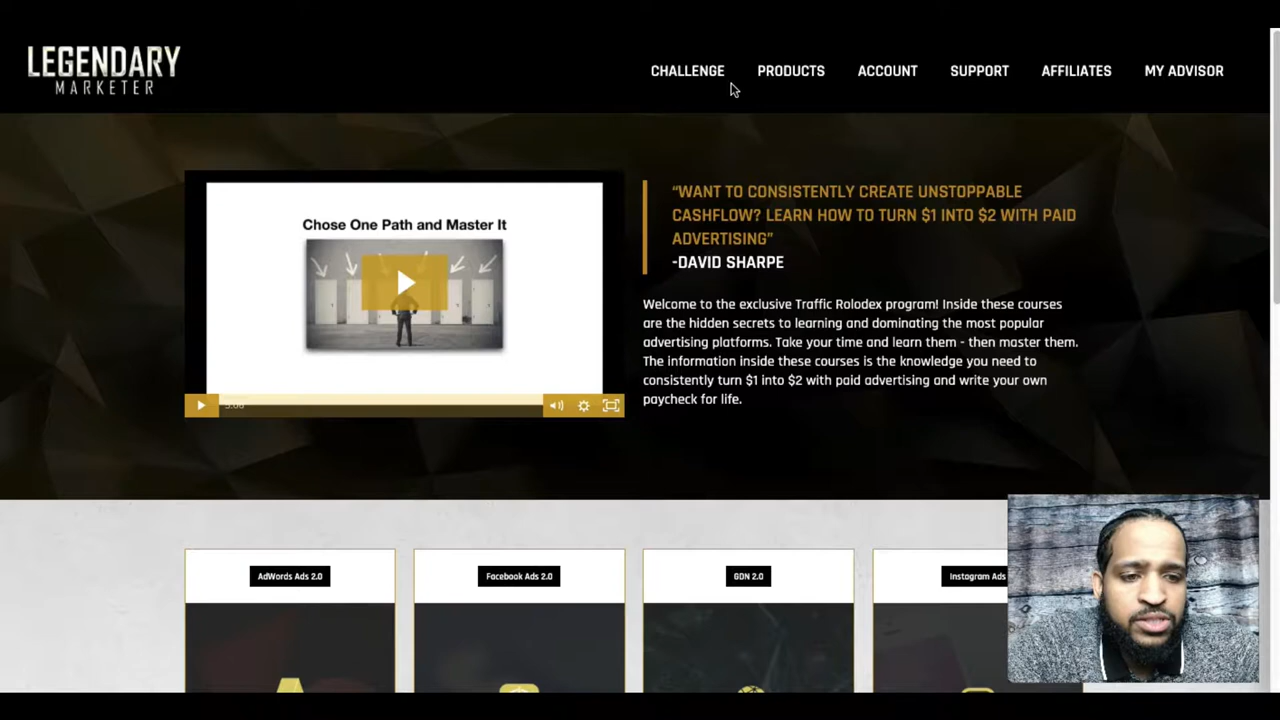 LEGENDARY
MARKETER
CHALLENGE
PRODUCTS
ACCOUNT
SUPPORT
AFFILIATES
MY ADVISOR
Chose One Path and Master It
5:06
“WANT TO CONSISTENTLY CREATE UNSTOPPABLE
CASHFLOW? LEARN HOW TO TURN $1 INTO $2 WITH PAID
ADVERTISING”
-DAVID SHARPE
Welcome to the exclusive Traffic Rolodex program! Inside these courses
are the hidden secrets to learning and dominating the most popular
advertising platforms. Take your time and learn them - then master them.
The information inside these courses is the knowledge you need to
consistently turn $1 into $2 with paid advertising and write your own
paycheck for life.
AdWords Ads 2.0
Facebook Ads 2.0
GDN 2.0
Instagram Ads